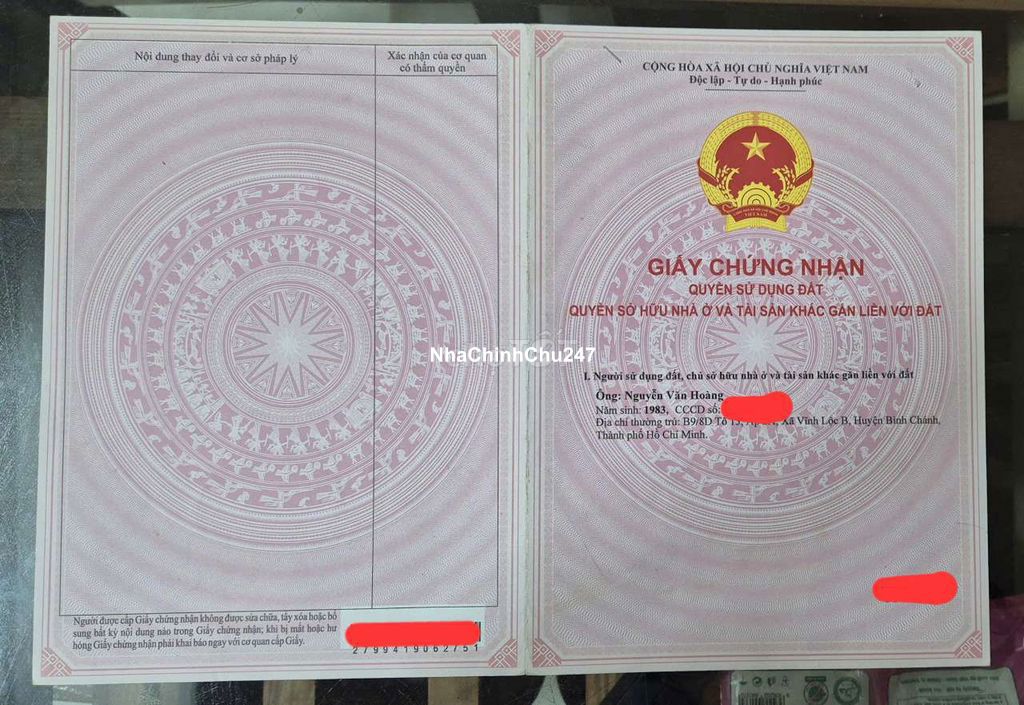 Nội dung thay đổi và cơ sở pháp lý
Xác nhận của cơ quan
có thẩm quyền
Người được cấp Giấy chứng nhận không được sửa chữa, tẩy xóa hoặc bổ
sung bất kỳ nội dung nào trong Giấy chứng nhận; khi bị mất hoặc hư
hỏng Giấy chứng nhận phải khai báo ngay với cơ quan cấp Giấy.
2799419062751
CỘNG HÒA XÃ HỘI CHỦ NGHĨA VIỆT NAM
Độc lập - Tự do - Hạnh phúc
VIỆT NAM
GIẤY CHỨNG NHẬN
QUYỀN SỬ DỤNG ĐẤT
QUYỀN SỞ HỮU NHÀ Ở VÀ TÀI SẢN KHÁC GẮN LIỀN VỚI ĐẤT
NhaChinhChu247
I. Người sử dụng đất, chủ sở hữu nhà ở và tài sản khác gắn liền với đất
Ông: Nguyễn Văn Hoàng
Năm sinh: 1983, CCCD số:
Địa chỉ thường trú: B9/8D Tổ Xã Vĩnh Lộc B, Huyện Bình Chánh,
Thành phố Hồ Chí Minh.